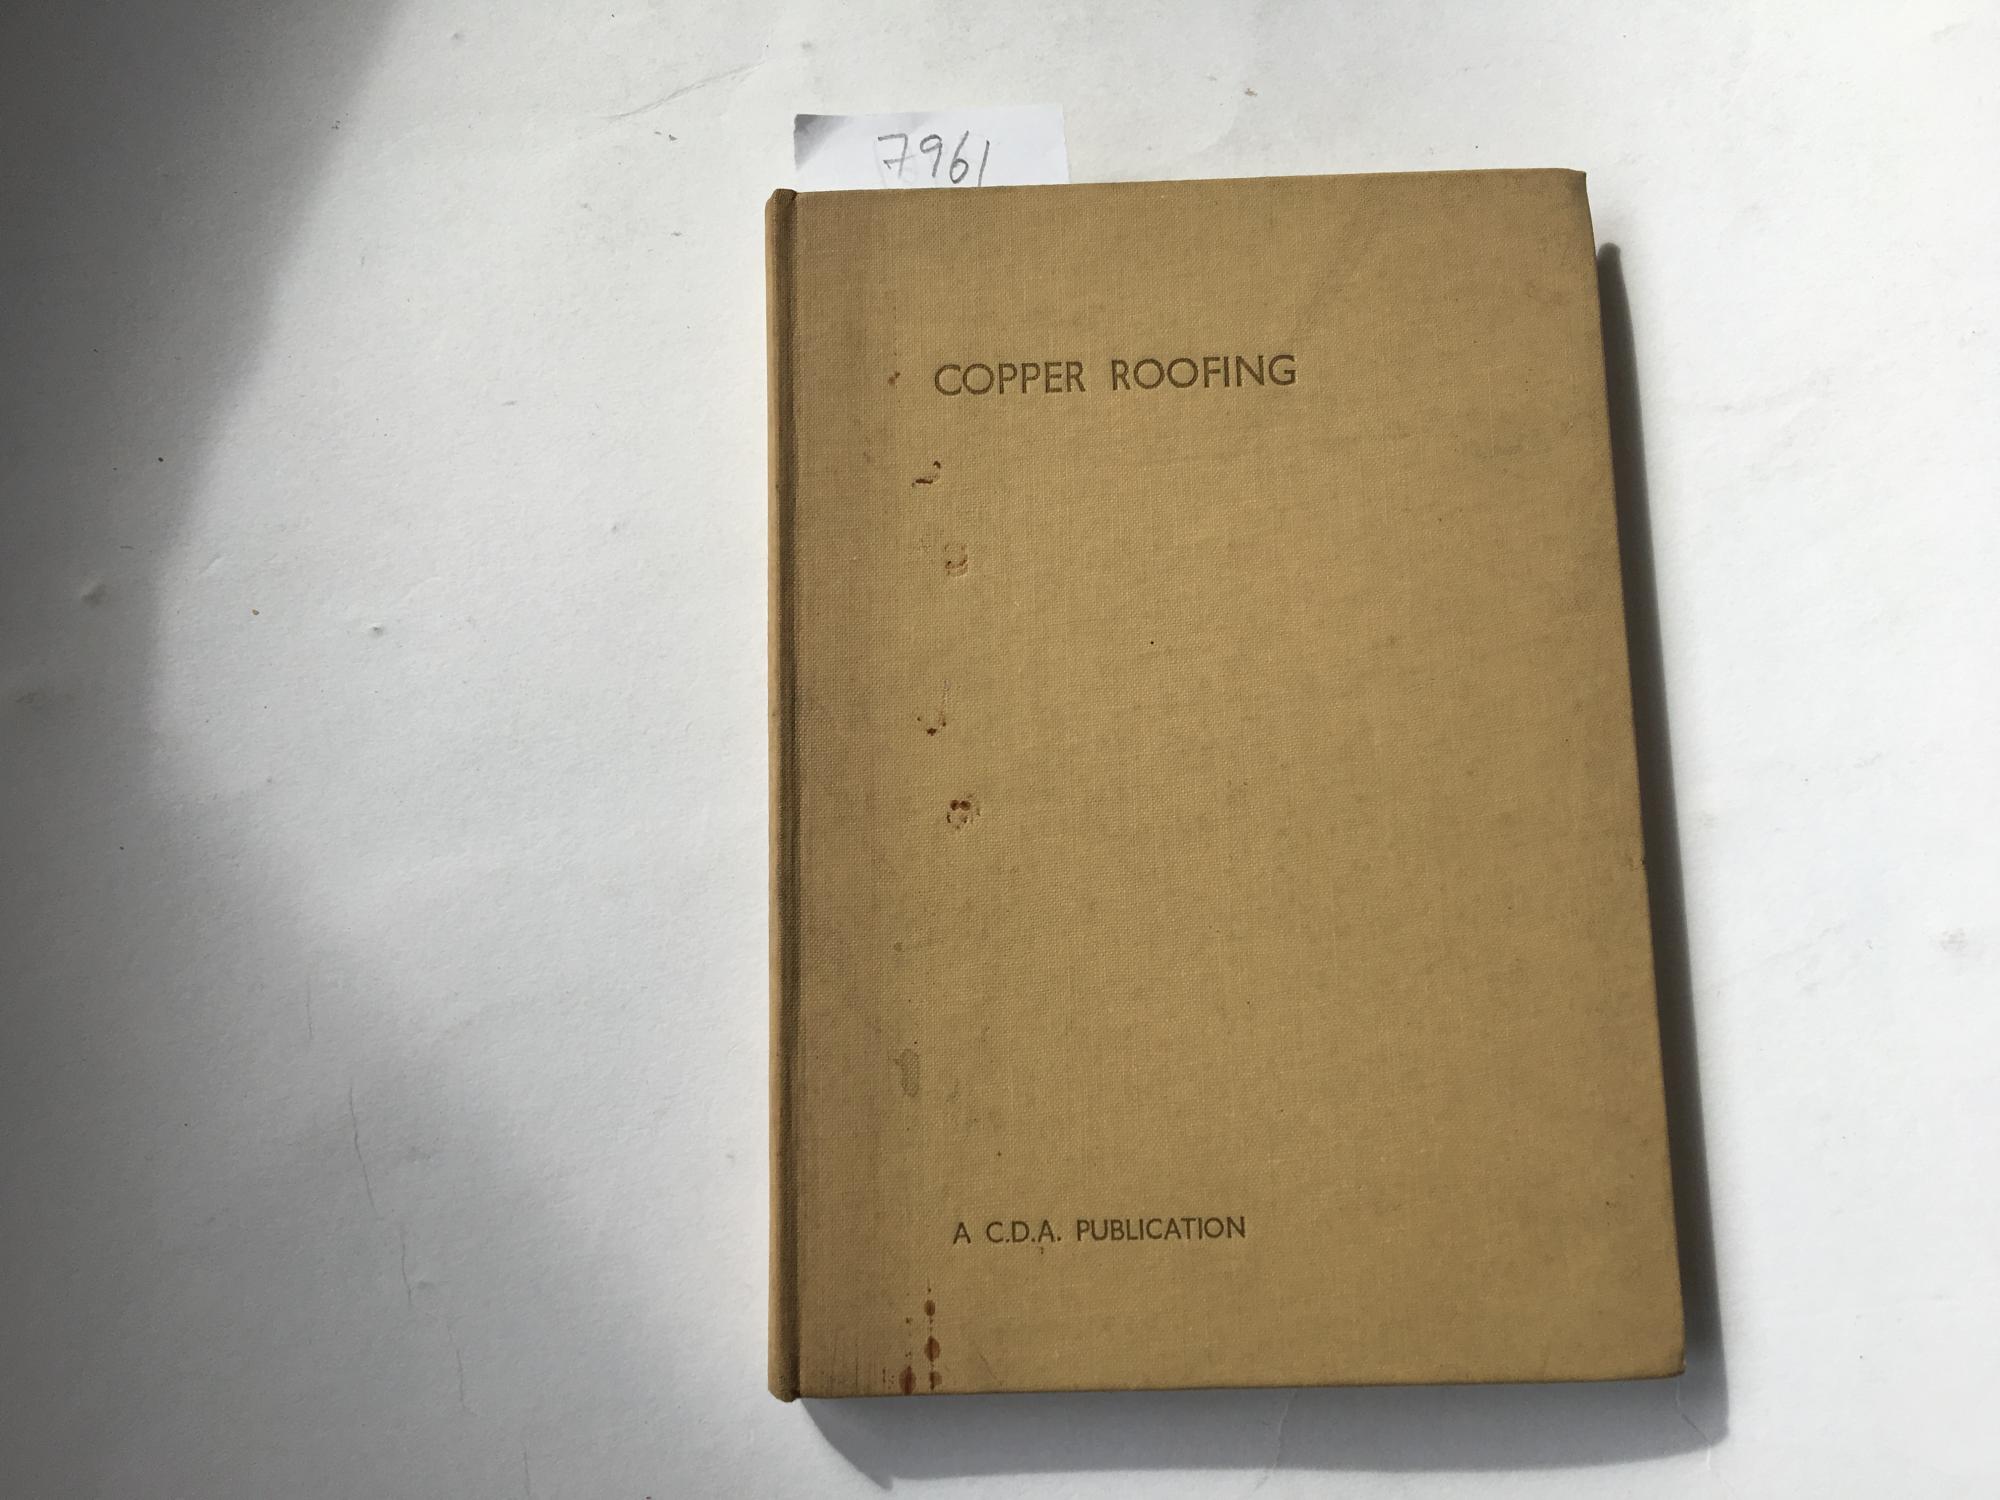 7961
COPPER ROOFING
A C.D.A. PUBLICATION